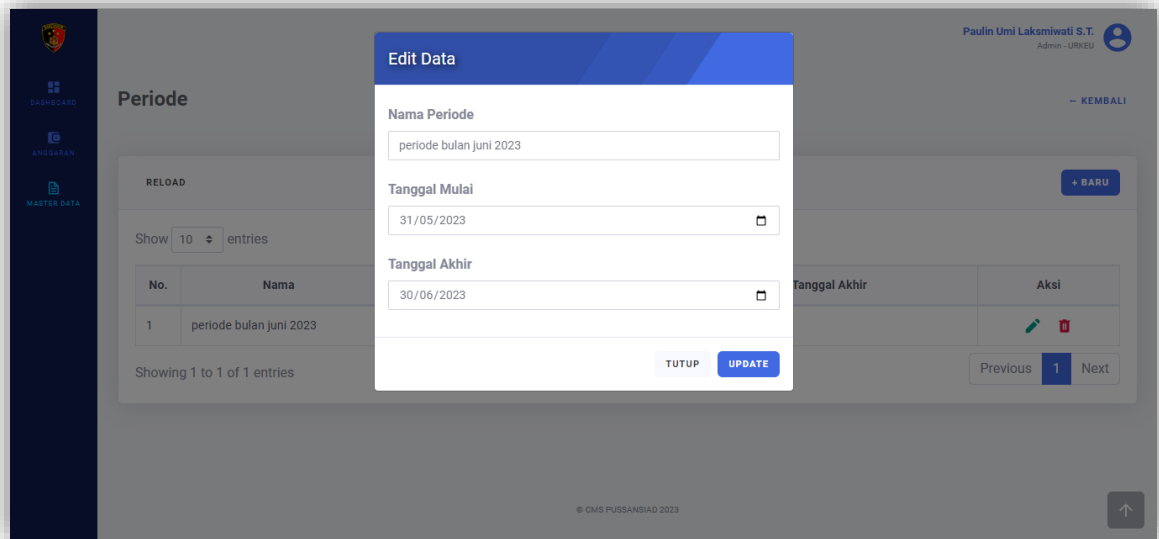 Paulin Umi Laksmiwati S.T.
Admin - URKEU
DASHBOARD
ANGGARAN
MASTER DATA
Periode
← KEMBALI
RELOAD
+ BARU
Show 10 entries
No. Nama Tanggal Akhir Aksi
1 periode bulan juni 2023
Showing 1 to 1 of 1 entries
Previous 1 Next
Edit Data
Nama Periode
periode bulan juni 2023
Tanggal Mulai
31/05/2023
Tanggal Akhir
30/06/2023
TUTUP UPDATE
© CMS PUSSANSIAD 2023